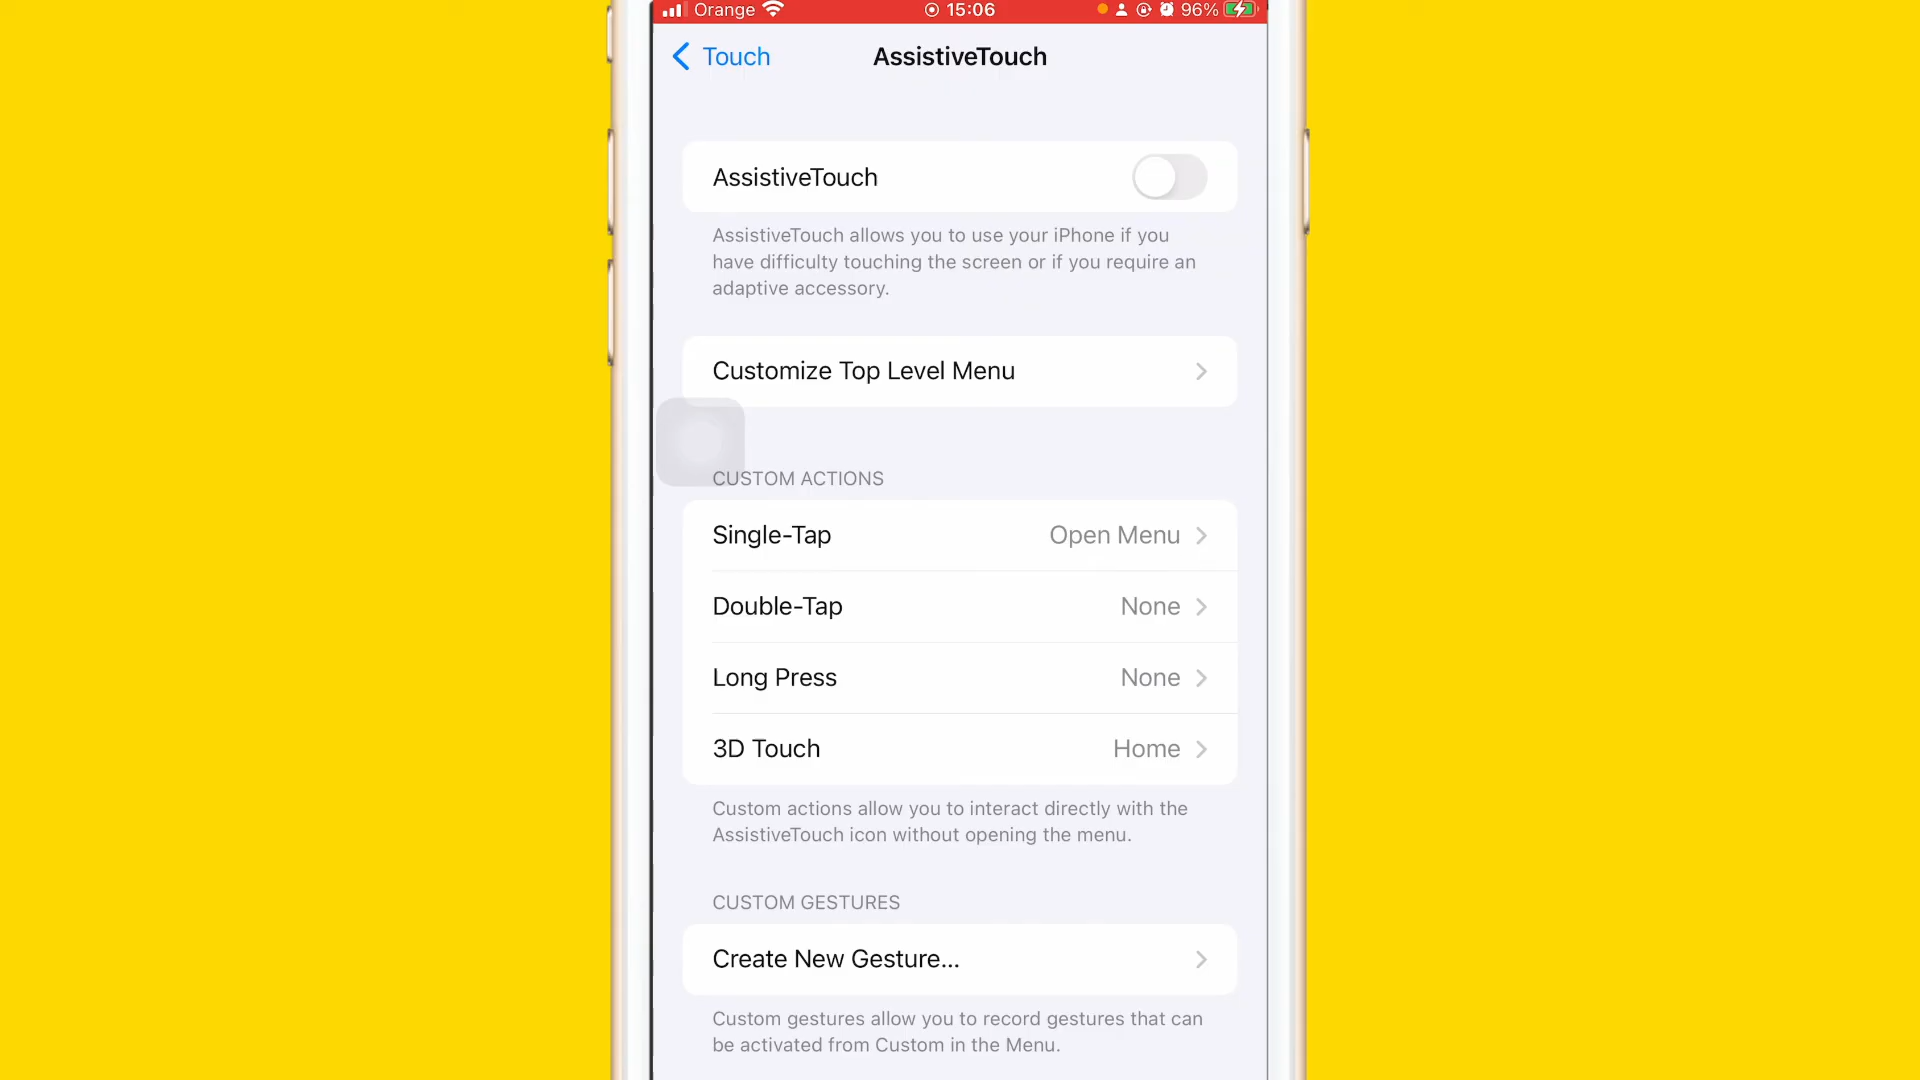 Orange 15:06 96%
Touch AssistiveTouch
AssistiveTouch
AssistiveTouch allows you to use your iPhone if you
have difficulty touching the screen or if you require an
adaptive accessory.
Customize Top Level Menu
CUSTOM ACTIONS
Single-Tap Open Menu
Double-Tap None
Long Press None
3D Touch Home
Custom actions allow you to interact directly with the
AssistiveTouch icon without opening the menu.
CUSTOM GESTURES
Create New Gesture...
Custom gestures allow you to record gestures that can
be activated from Custom in the Menu.